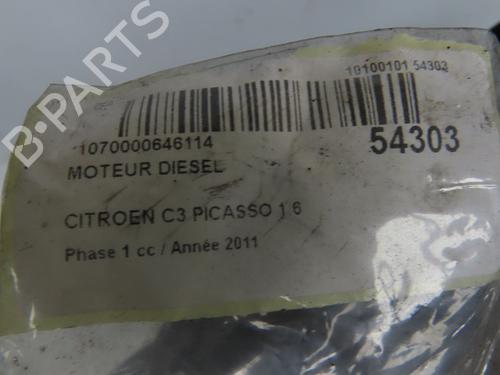 10100101 54303
1070000646114
54303
MOTEUR DIESEL
CITROEN C3 PICASSO 1.6
Phase 1 cc / Année 2011
B-PARTS